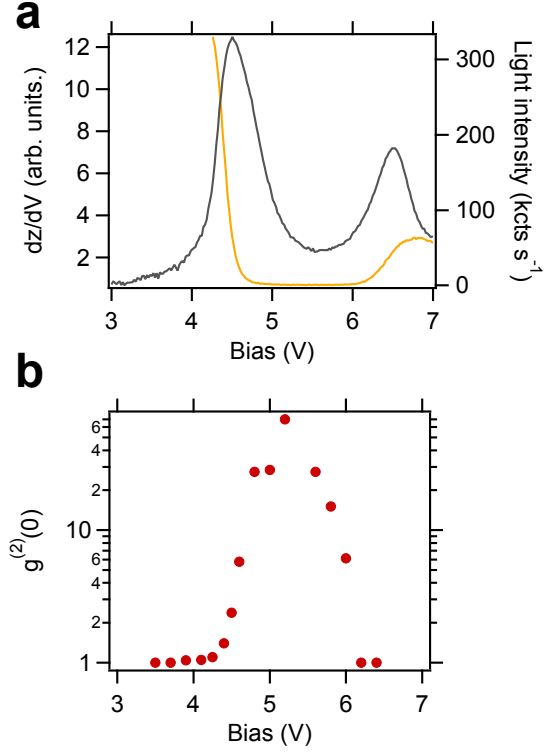 a
dz/dV (arb. units.)
12
10
8
6
4
2
300
200
100
0
Light intensity (kcts s⁻¹)
3 4 5 6 7
Bias (V)
b
g⁽²⁾(0)
6
4
2
10
6
4
2
1
3 4 5 6 7
Bias (V)